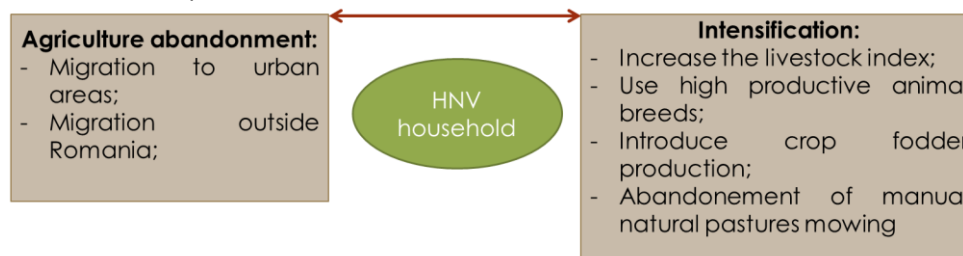 Agriculture abandonment:
- Migration to urban
areas;
- Migration outside
Romania;
HNV
household
Intensification:
- Increase the livestock index;
- Use high productive anima
breeds;
- Introduce crop fodder
production;
- Abandonement of manua
natural pastures mowing